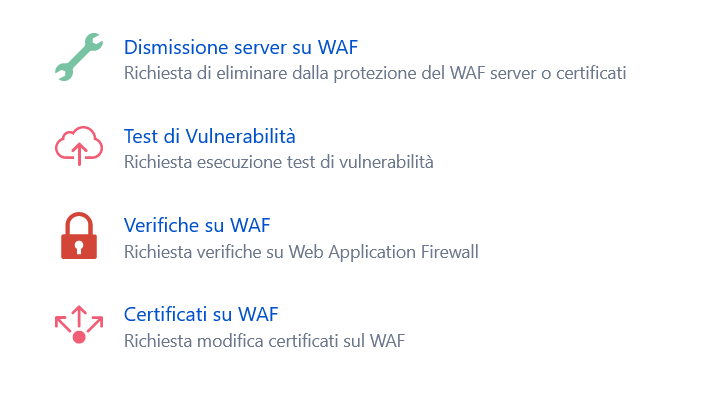 Dismissione server su WAF
Richiesta di eliminare dalla protezione del WAF server o certificati
Test di Vulnerabilità
Richiesta esecuzione test di vulnerabilità
Verifiche su WAF
Richiesta verifiche su Web Application Firewall
Certificati su WAF
Richiesta modifica certificati sul WAF